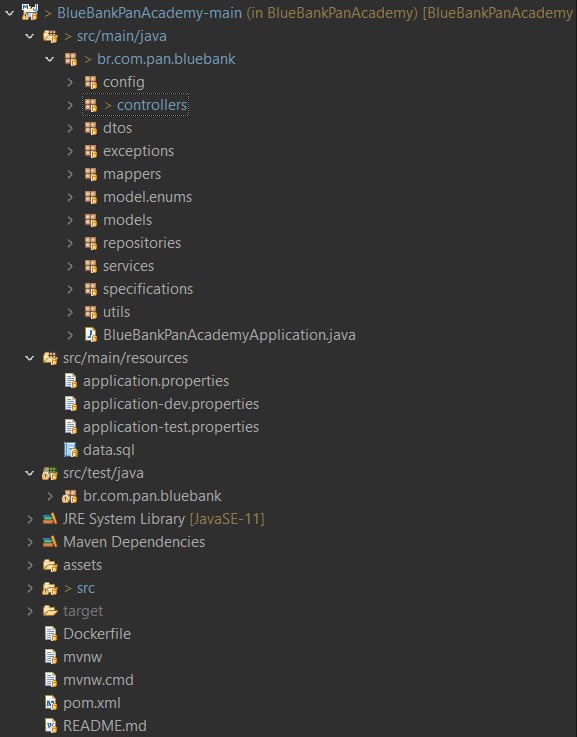 > BlueBankPanAcademy-main (in BlueBankPanAcademy) [BlueBankPanAcademy
> src/main/java
> br.com.pan.bluebank
config
> controllers
dtos
exceptions
mappers
model.enums
models
repositories
services
specifications
utils
BlueBankPanAcademyApplication.java
src/main/resources
application.properties
application-dev.properties
application-test.properties
data.sql
src/test/java
br.com.pan.bluebank
JRE System Library [JavaSE-11]
Maven Dependencies
assets
> src
target
Dockerfile
mvnw
mvnw.cmd
pom.xml
README.md